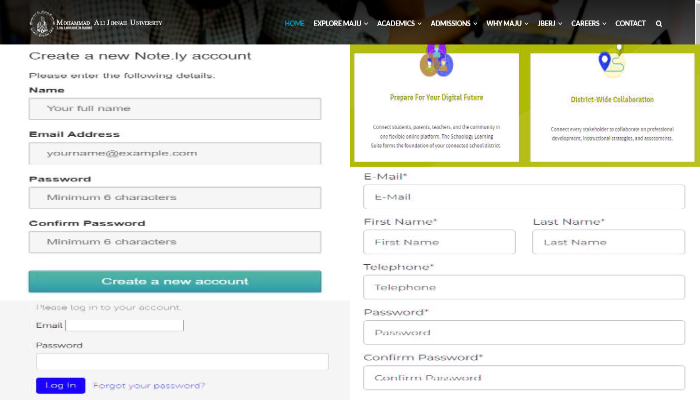 Mohammad Ali Jinnah University
HOME EXPLORE MAJU ACADEMICS ADMISSIONS WHY MAJU JBERJ CAREERS CONTACT
Create a new Note.ly account
Please enter the following details.
Name
Your full name
Email Address
yourname@example.com
Password
Minimum 6 characters
Confirm Password
Minimum 6 characters
Create a new account
Please log in to your account.
Email
Password
Log In Forgot your password?
Prepare For Your Digital Future
Connect students, parents, teachers, and the community in
one flexible online platform. The Schoology Learning
Suite forms the foundation of your connected school district.
District-Wide Collaboration
Connect every stakeholder to collaborate on professional
development, instructional strategies, and assessments.
E-Mail*
E-Mail
First Name* Last Name*
First Name Last Name
Telephone*
Telephone
Password*
Password
Confirm Password*
Confirm Password